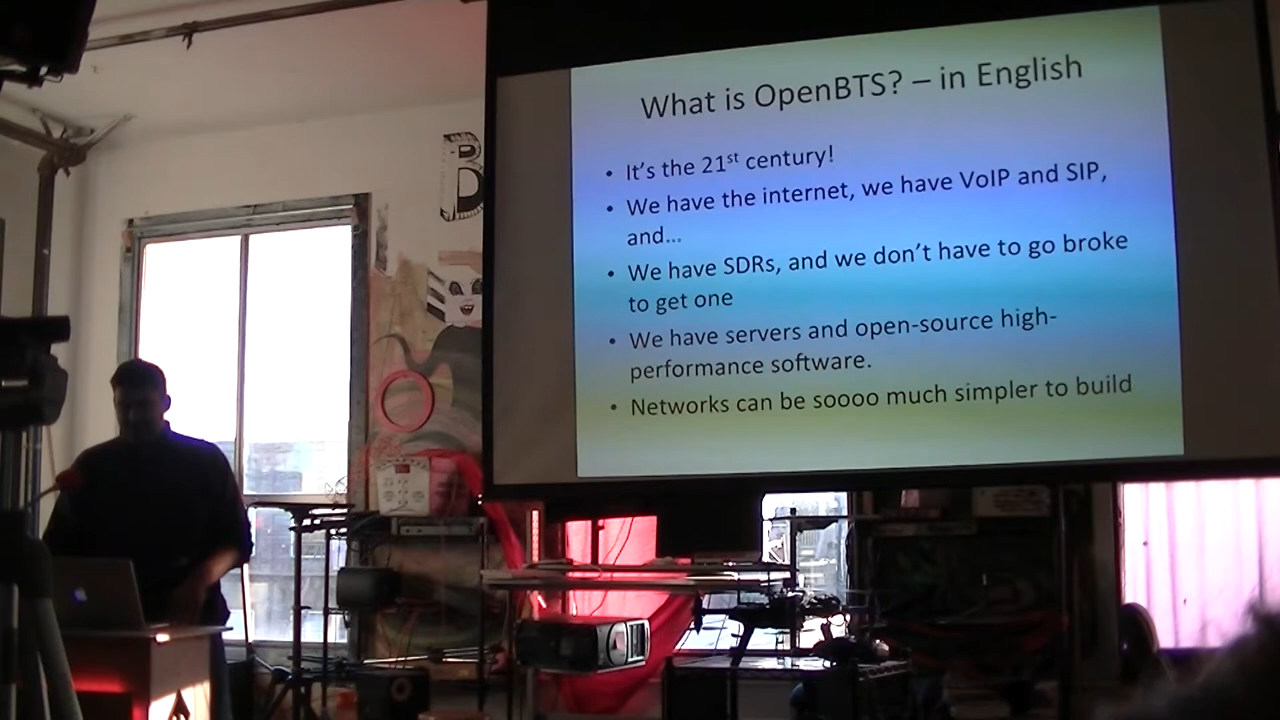 What is OpenBTS? – in English
• It's the 21st century!
• We have the internet, we have VoIP and SIP,
and...
• We have SDRs, and we don't have to go broke
to get one
• We have servers and open-source high-
performance software.
• Networks can be soooo much simpler to build
B